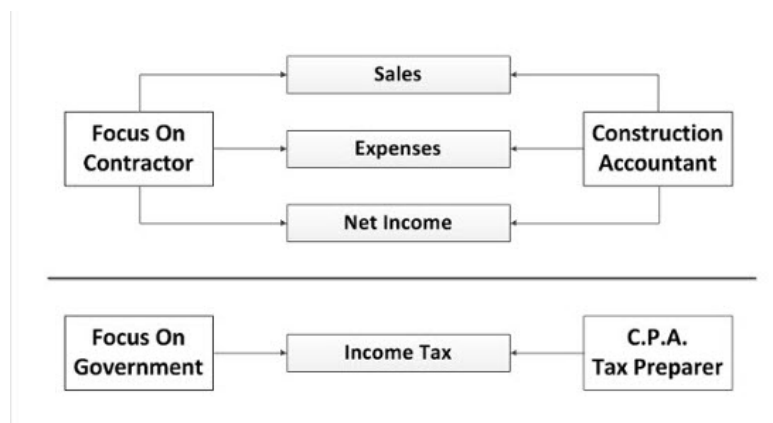 Sales
Focus On
Contractor
Expenses
Construction
Accountant
Net Income
Focus On
Government
Income Tax
C.P.A.
Tax Preparer